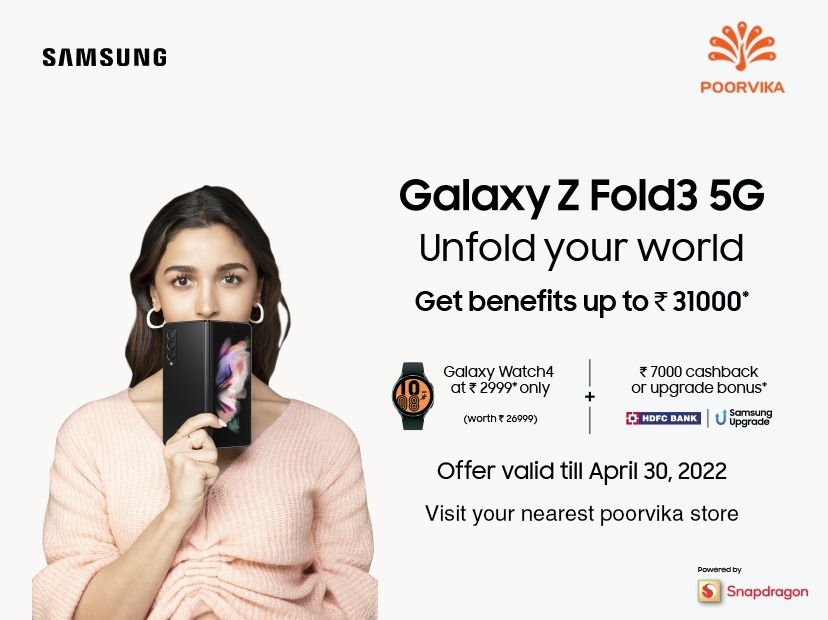 SAMSUNG
POORVIKA
Galaxy Z Fold3 5G
Unfold your world
Get benefits up to ₹ 31000*
10
08
Galaxy Watch4
at ₹ 2999* only
(worth ₹ 26999)
+
₹ 7000 cashback
or upgrade bonus*
HDFC BANK
Samsung
Upgrade
Offer valid till April 30, 2022
Visit your nearest poorvika store
Powered by
Snapdragon